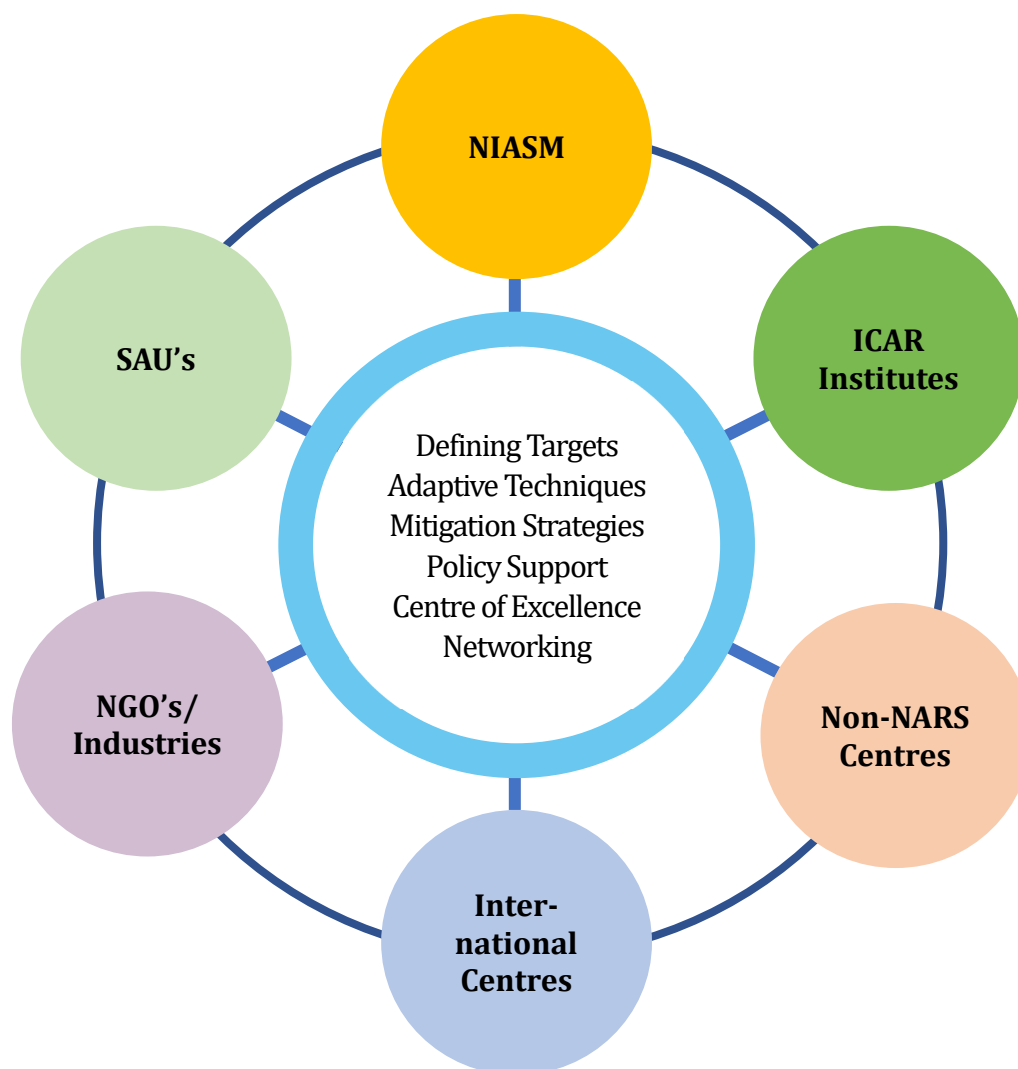 NIASM
SAU's
ICAR
Institutes
Defining Targets
Adaptive Techniques
Mitigation Strategies
Policy Support
Centre of Excellence
Networking
NGO's/
Industries
Non-NARS
Centres
Inter-
national
Centres